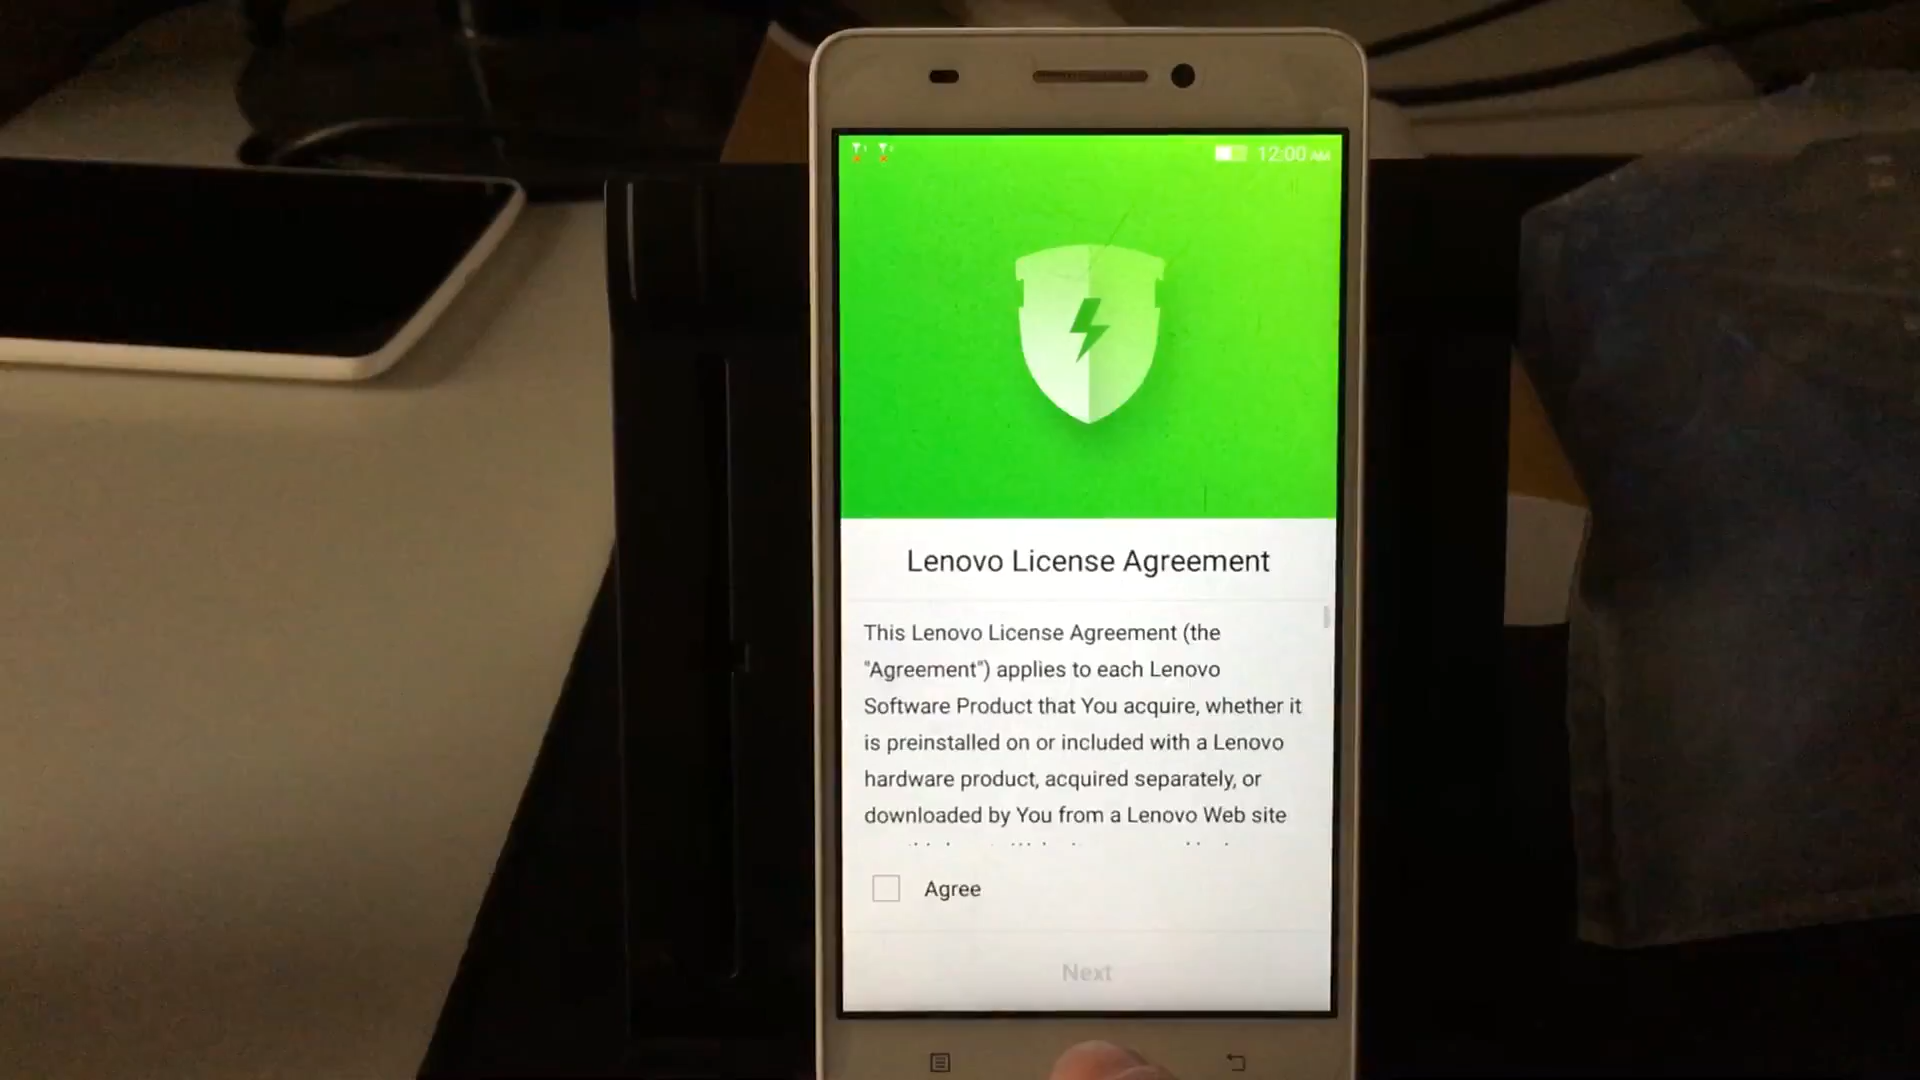 12:00 AM
Lenovo License Agreement
This Lenovo License Agreement (the
"Agreement") applies to each Lenovo
Software Product that You acquire, whether it
is preinstalled on or included with a Lenovo
hardware product, acquired separately, or
downloaded by You from a Lenovo Web site
Agree
Next